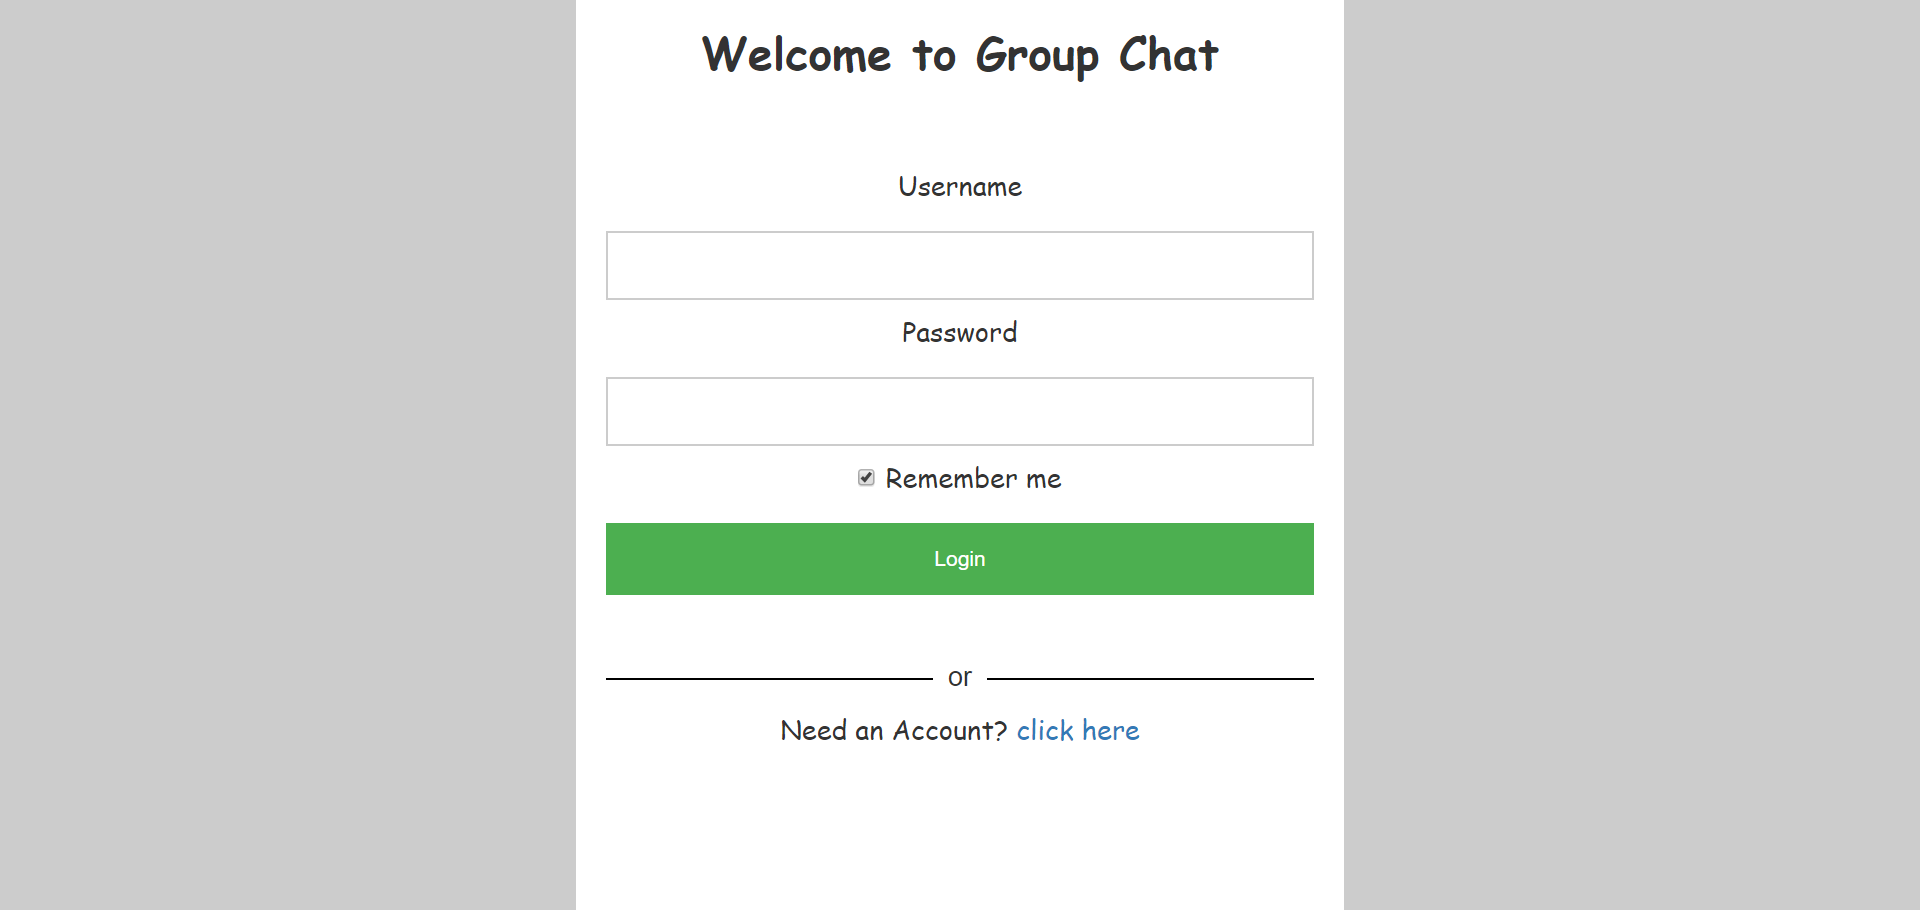 Welcome to Group Chat
Username
Password
Remember me
Login
or
Need an Account? click here